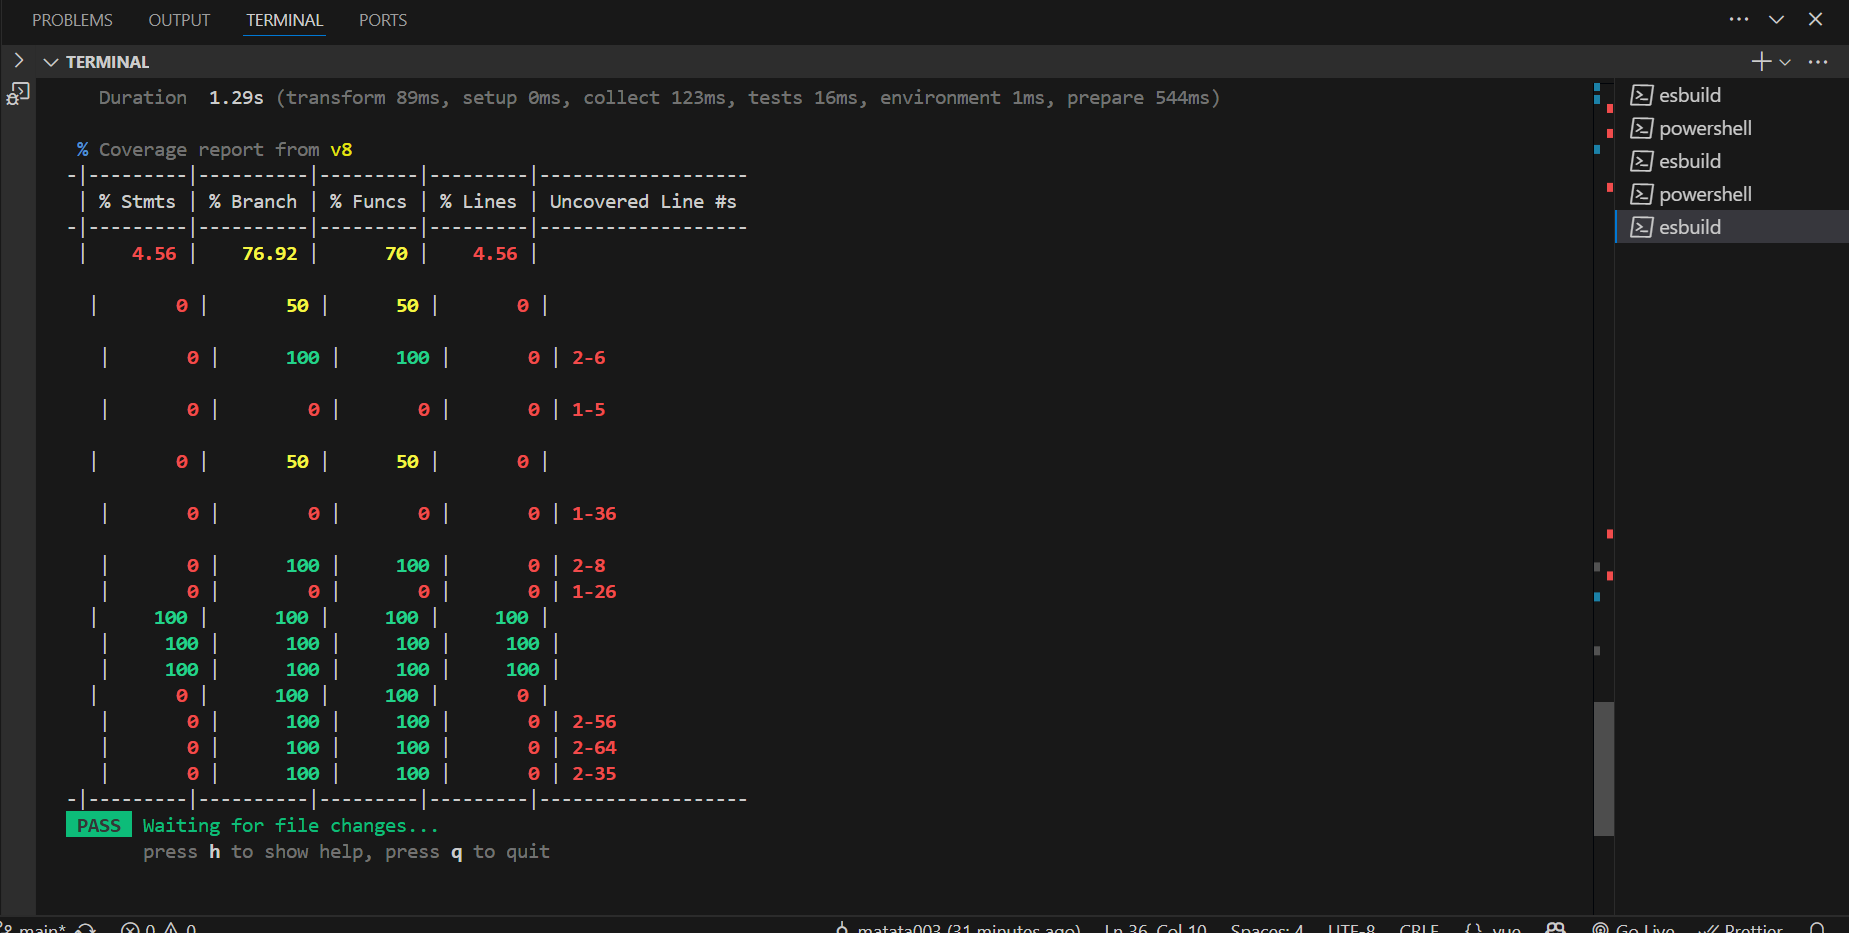 PROBLEMS OUTPUT TERMINAL PORTS
TERMINAL
Duration 1.29s (transform 89ms, setup 0ms, collect 123ms, tests 16ms, environment 1ms, prepare 544ms)
% Coverage report from v8
-|---------|----------|---------|---------|-------------------
| % Stmts | % Branch | % Funcs | % Lines | Uncovered Line #s
-|---------|----------|---------|---------|-------------------
| 4.56 | 76.92 | 70 | 4.56 |
| 0 | 50 | 50 | 0 |
| 0 | 100 | 100 | 0 | 2-6
| 0 | 0 | 0 | 0 | 1-5
| 0 | 50 | 50 | 0 |
| 0 | 0 | 0 | 0 | 1-36
| 0 | 100 | 100 | 0 | 2-8
| 0 | 0 | 0 | 0 | 1-26
| 100 | 100 | 100 | 100 |
| 100 | 100 | 100 | 100 |
| 100 | 100 | 100 | 100 |
| 0 | 100 | 100 | 0 |
| 0 | 100 | 100 | 0 | 2-56
| 0 | 100 | 100 | 0 | 2-64
| 0 | 100 | 100 | 0 | 2-35
-|---------|----------|---------|---------|-------------------
PASS Waiting for file changes...
press h to show help, press q to quit
esbuild
powershell
esbuild
powershell
esbuild
main* 0 0 matata003 (31 minutes ago) Ln 36, Col 10 Spaces: 4 UTF-8 CRLF {} vue Go Live Prettier